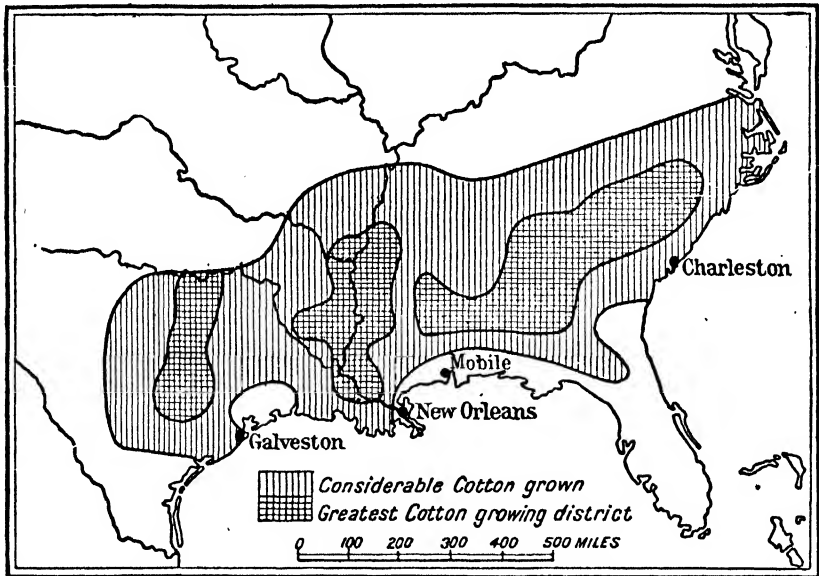 Charleston
Mobile
New Orleans
Galveston
Considerable Cotton grown
Greatest Cotton growing district
0 100 200 300 400 500 MILES